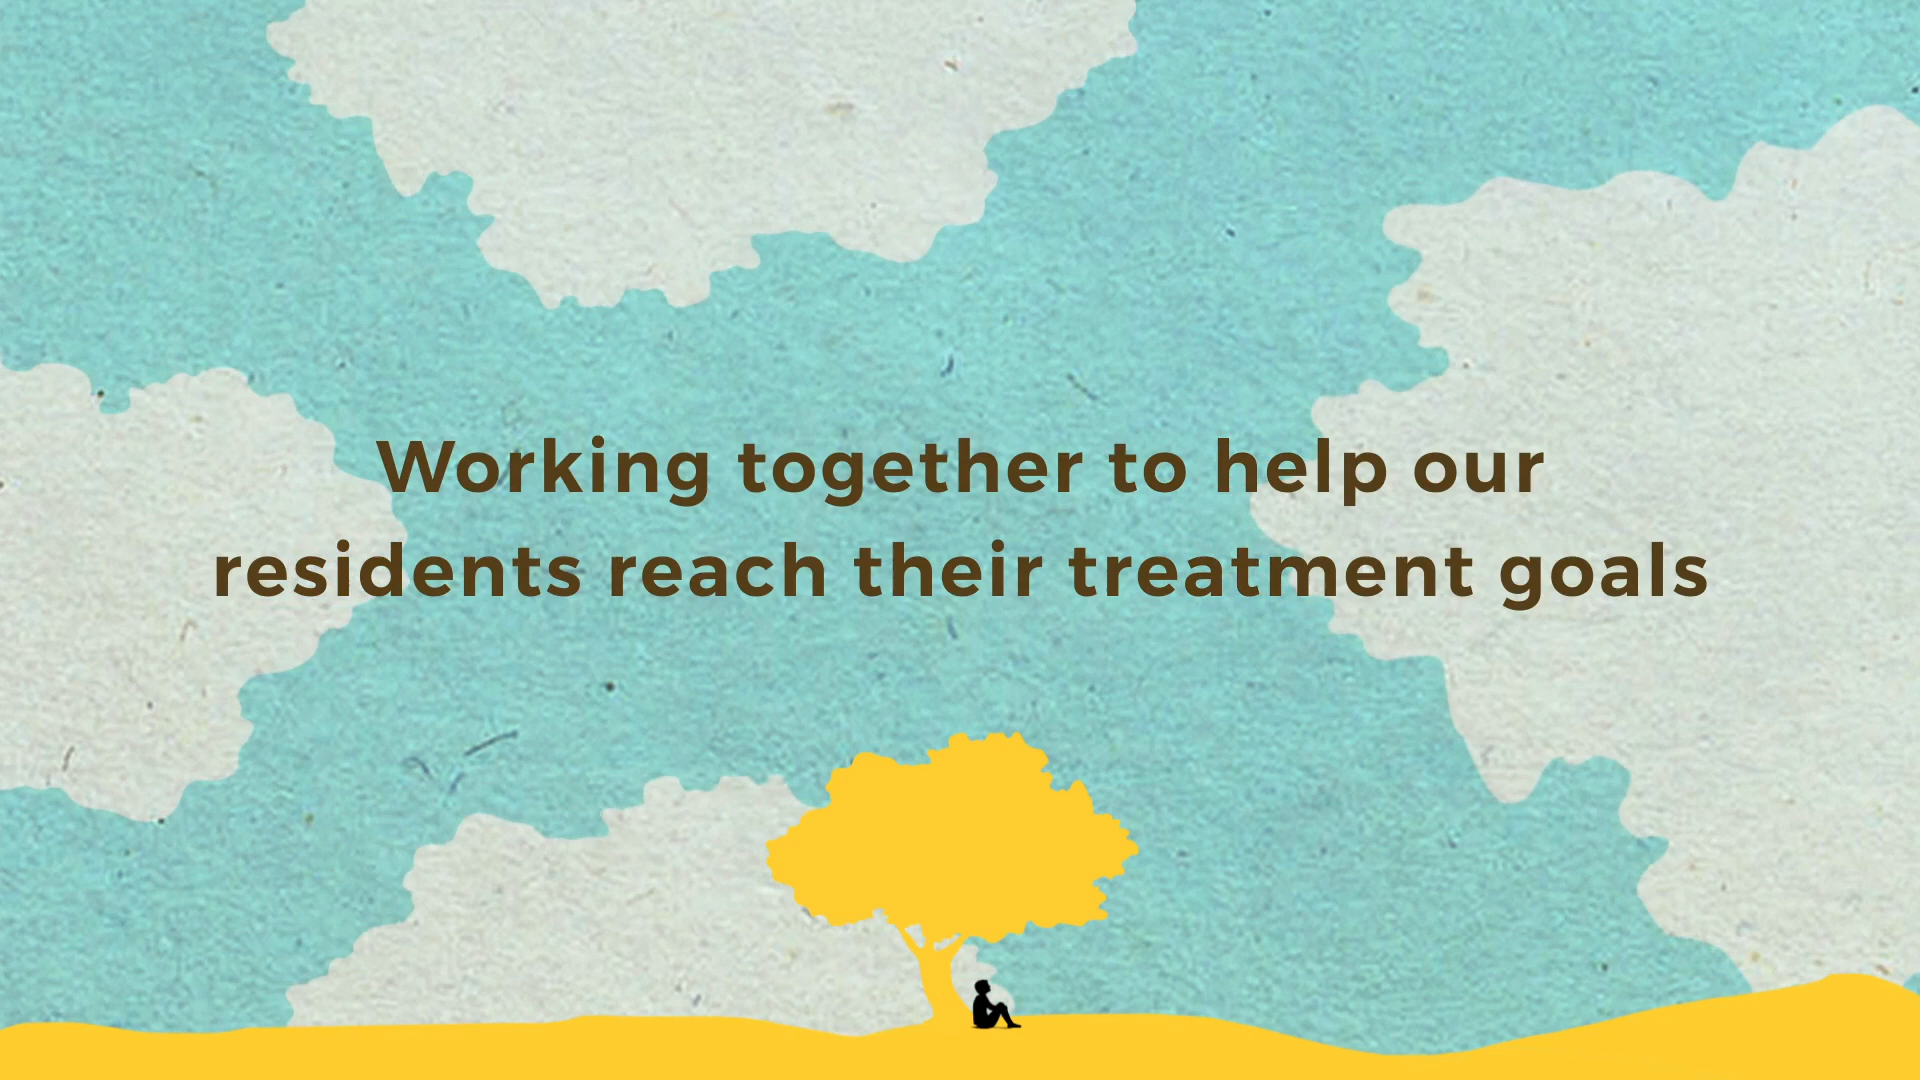 Working together to help our
residents reach their treatment goals